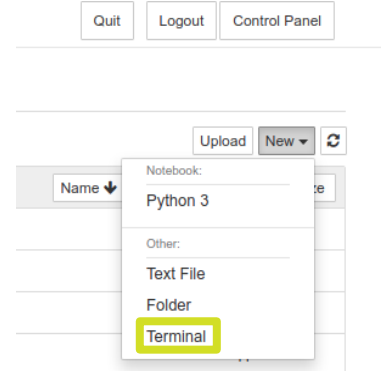 Quit Logout Control Panel
Upload New
Notebook:
Name
Python 3
Other:
Text File
Folder
Terminal